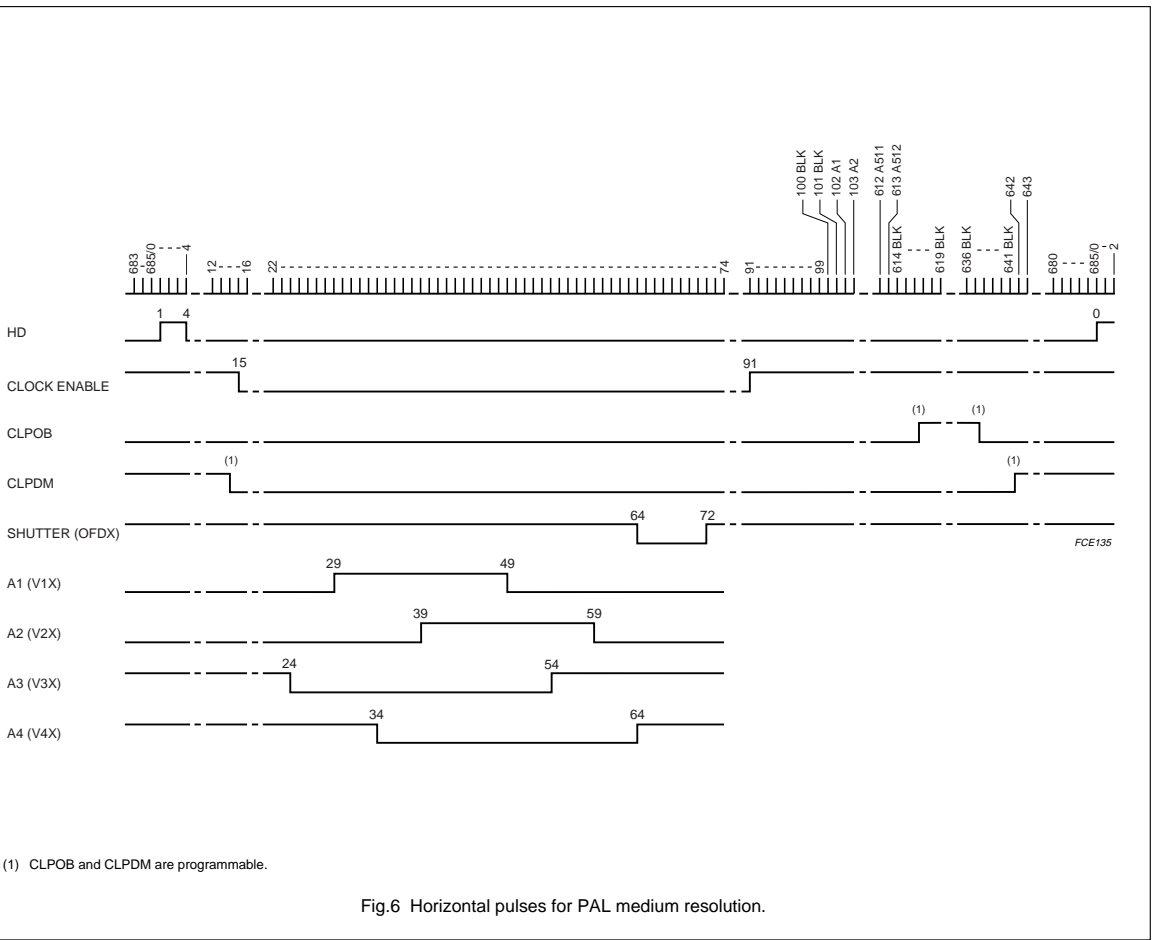 683
685/0
4
12
16
22
74
91
99
100 BLK
101 BLK
102 A1
103 A2
612 A511
613 A512
614 BLK
619 BLK
636 BLK
641 BLK
642
643
680
685/0
2
HD
1
4
0
CLOCK ENABLE
15
91
CLPOB
(1)
(1)
CLPDM
(1)
(1)
SHUTTER (OFDX)
64
72
FCE135
A1 (V1X)
29
49
A2 (V2X)
39
59
A3 (V3X)
24
54
A4 (V4X)
34
64
(1) CLPOB and CLPDM are programmable.
Fig.6 Horizontal pulses for PAL medium resolution.